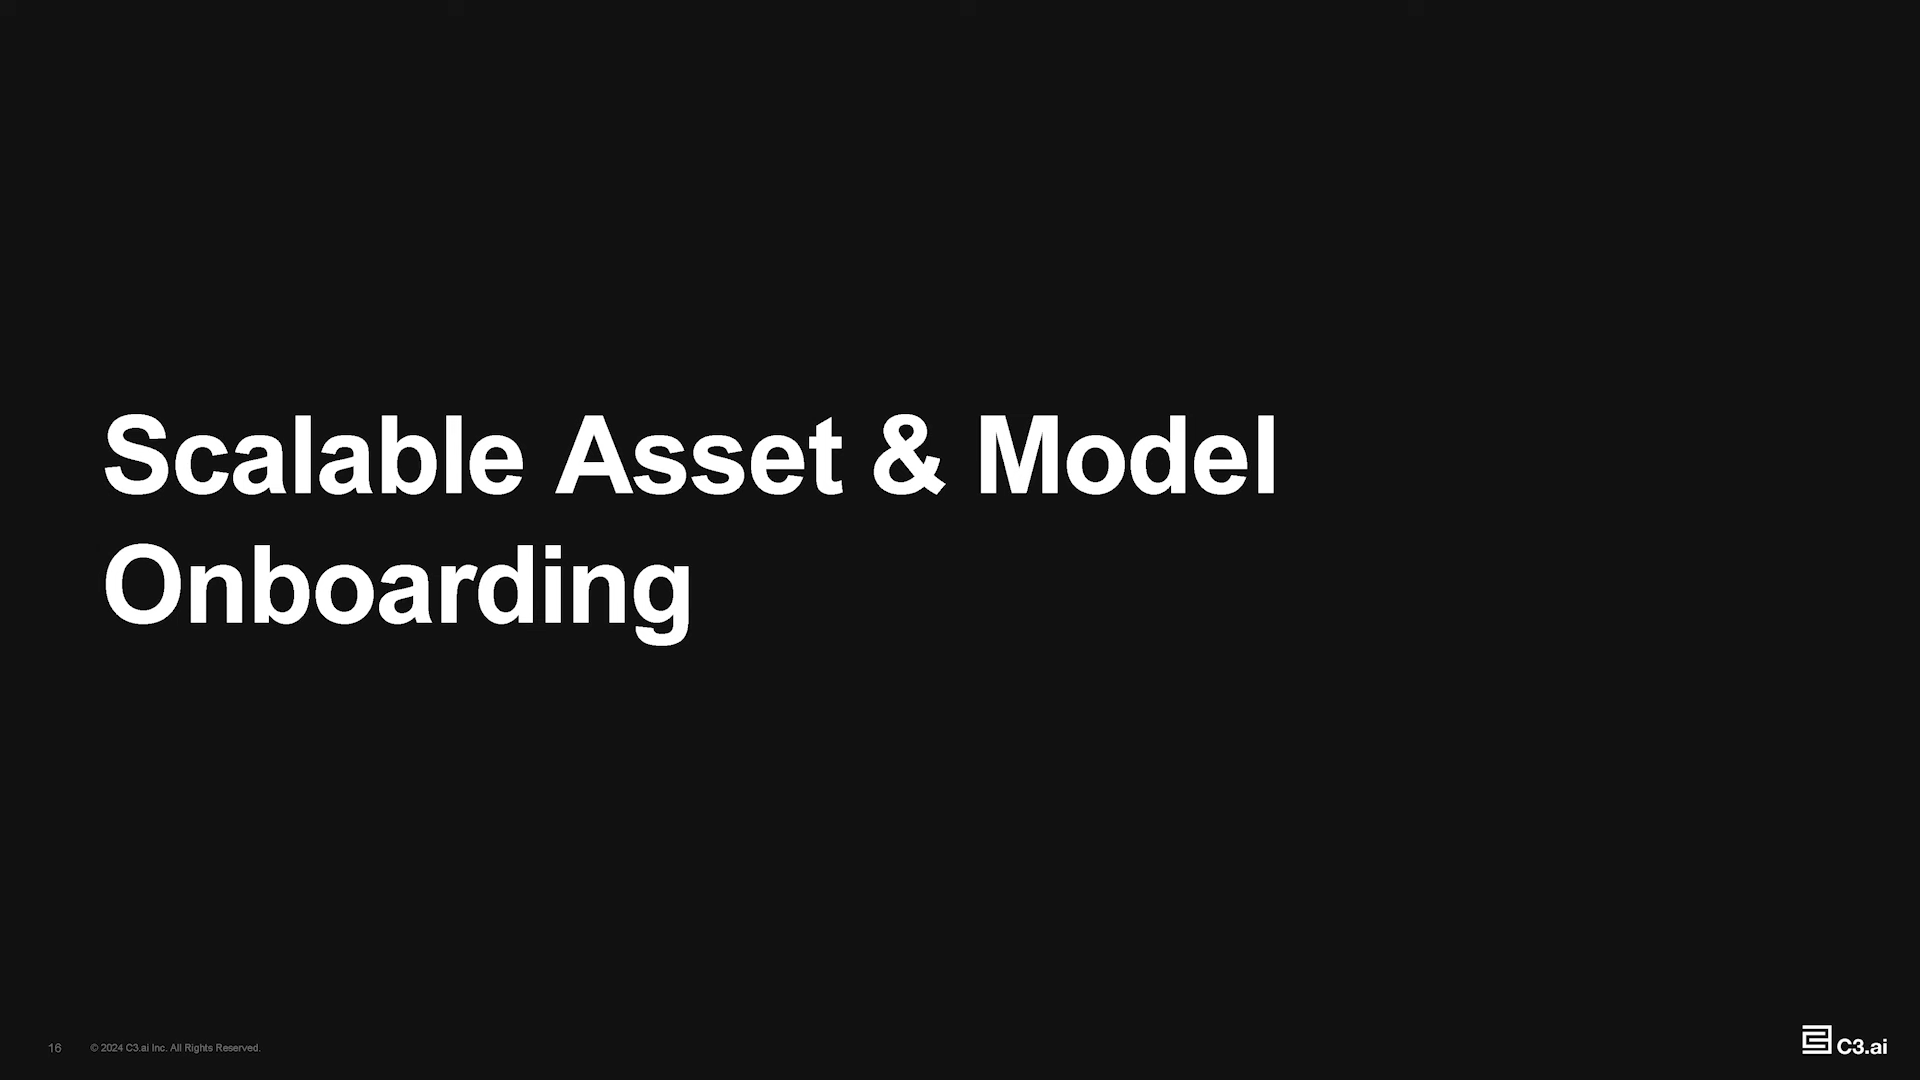 Scalable Asset & Model
Onboarding
16 © 2024 C3.ai Inc. All Rights Reserved.
C3.ai